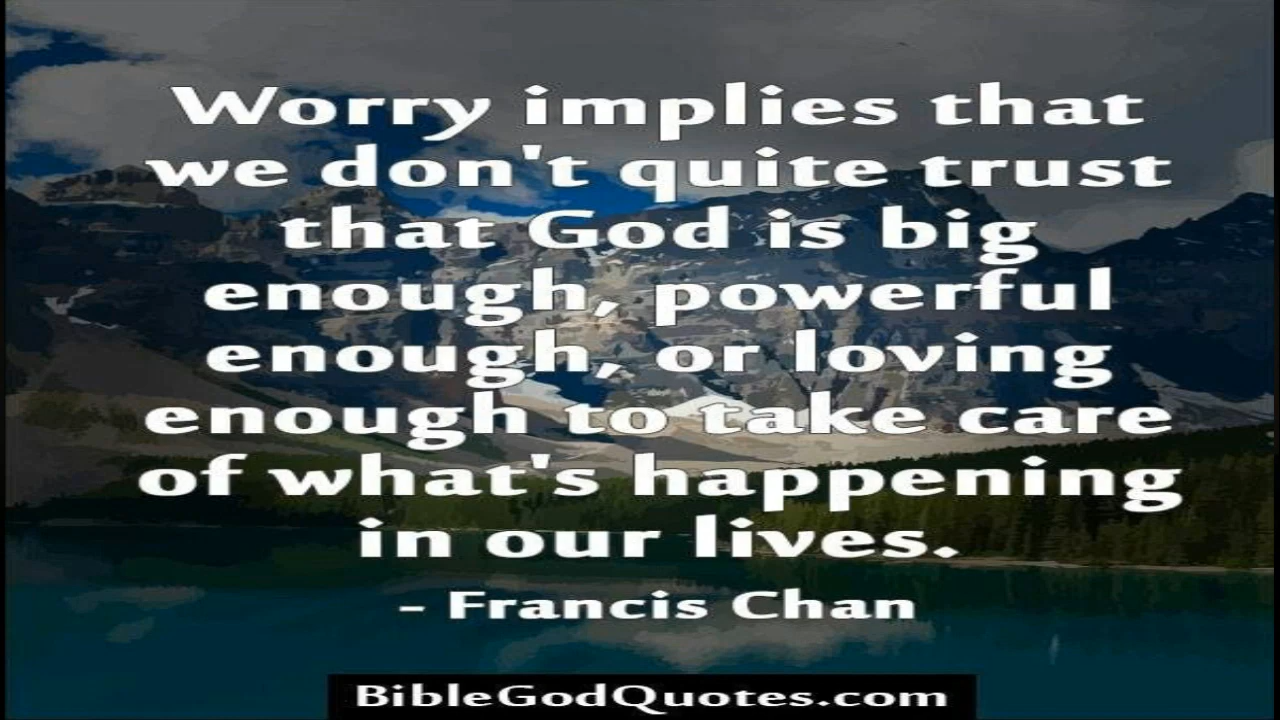 Worry implies that
we don't quite trust
that God is big
enough, powerful
enough, or loving
enough to take care
of what's happening
in our lives.
- Francis Chan
BibleGodQuotes.com